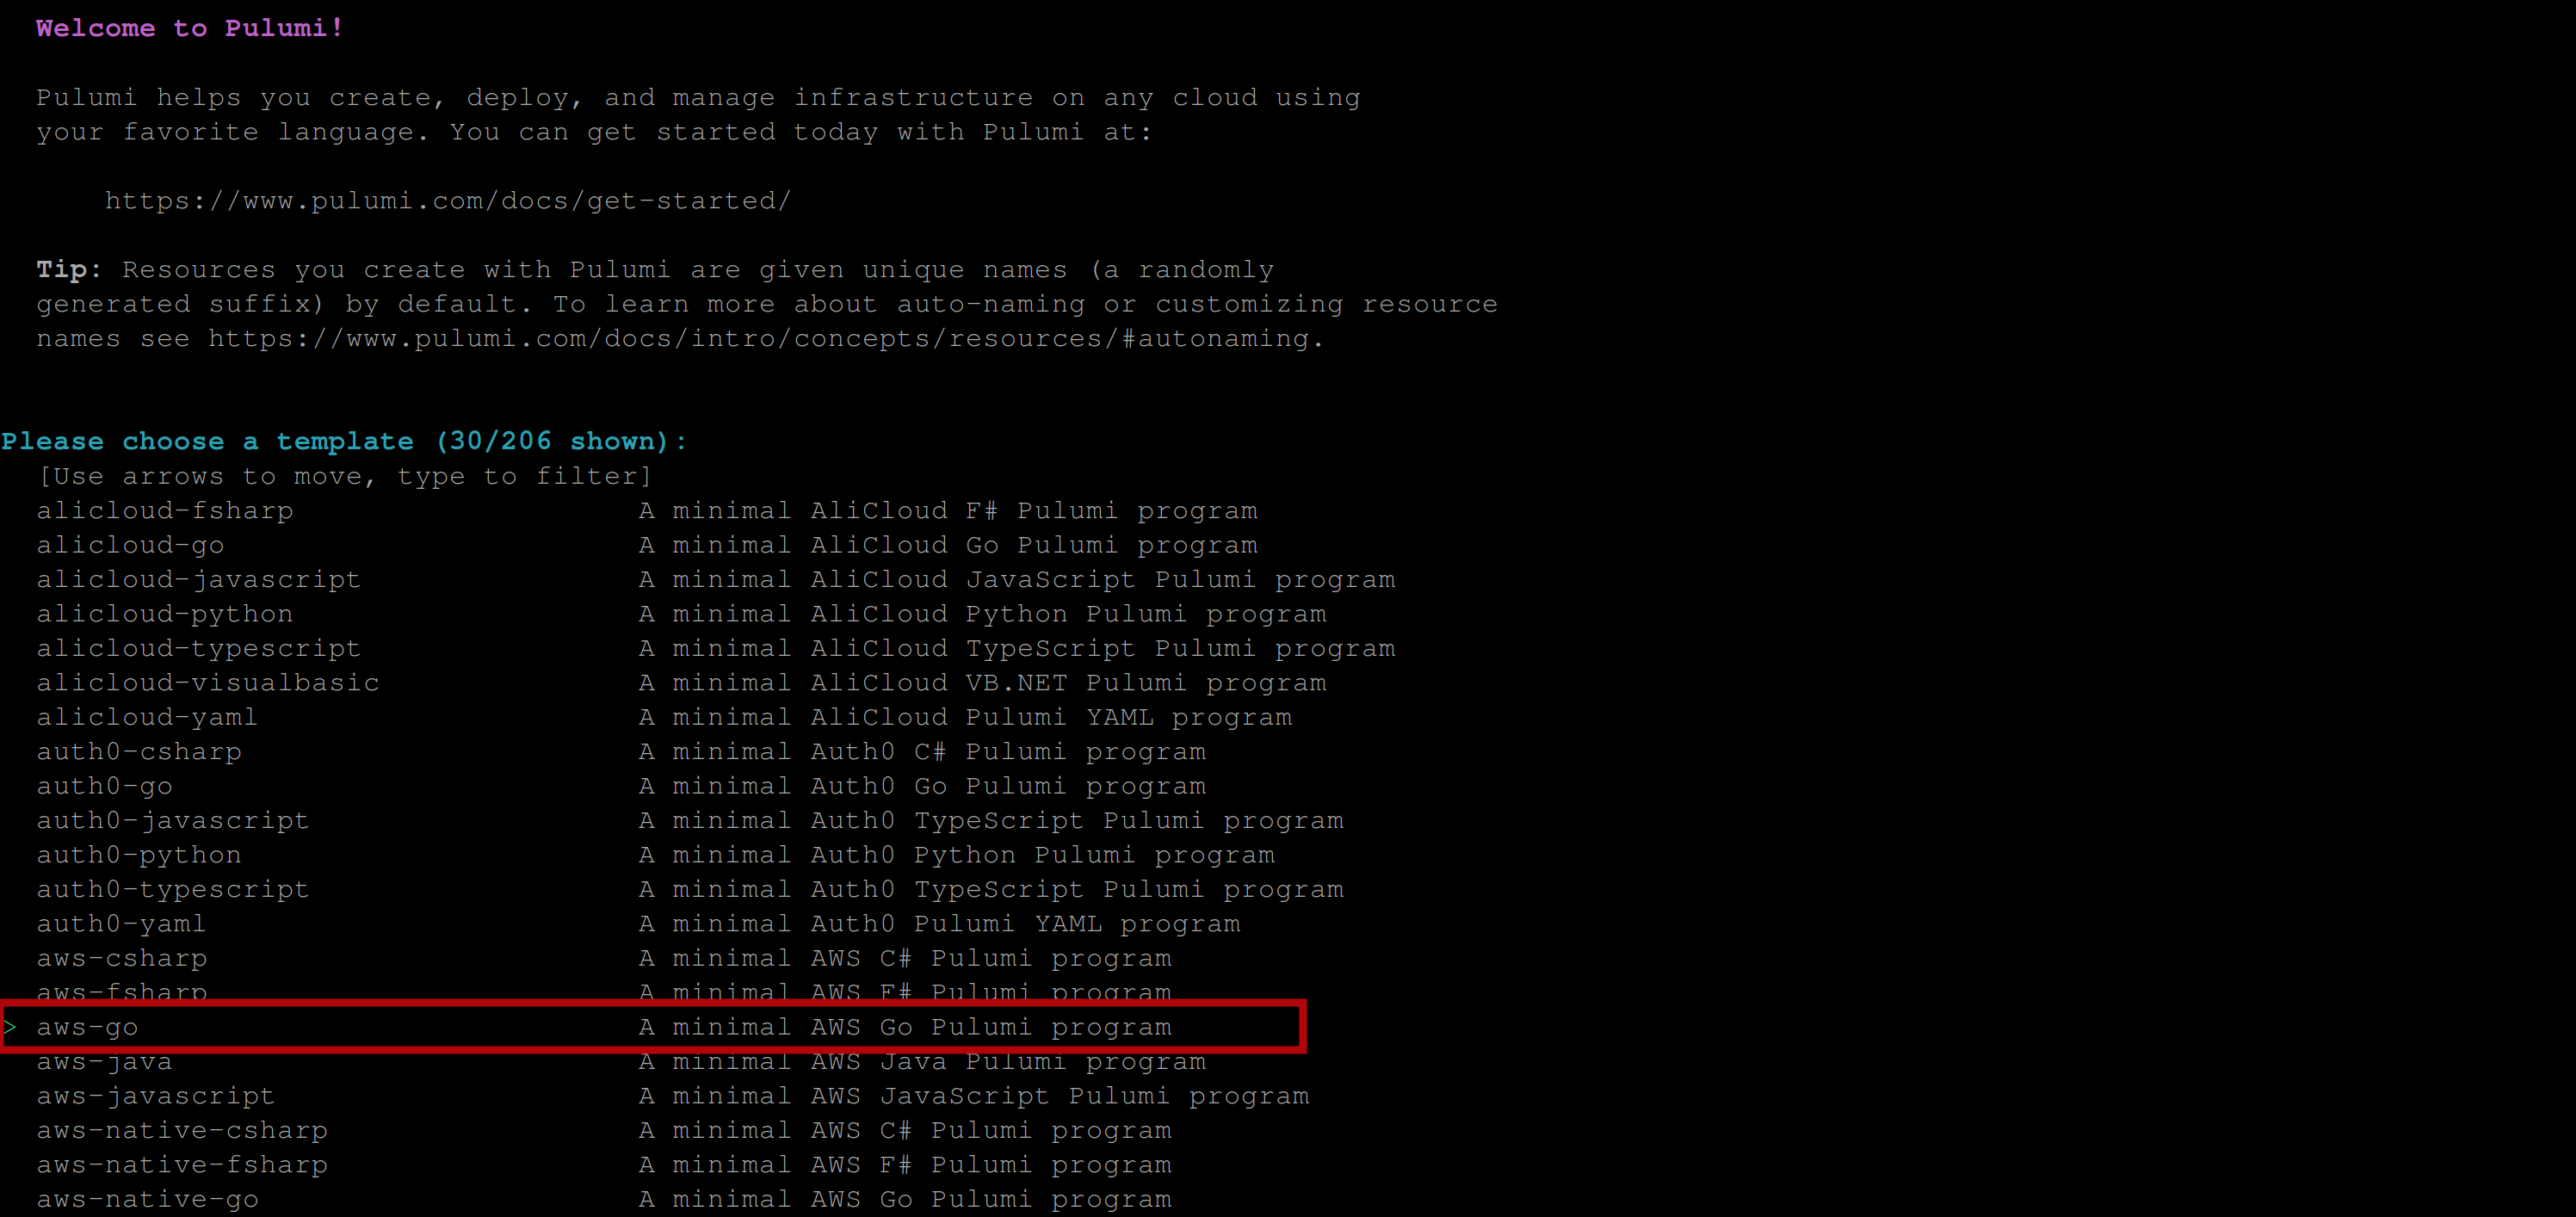 Welcome to Pulumi!
Pulumi helps you create, deploy, and manage infrastructure on any cloud using
your favorite language. You can get started today with Pulumi at:
https://www.pulumi.com/docs/get-started/
Tip: Resources you create with Pulumi are given unique names (a randomly
generated suffix) by default. To learn more about auto-naming or customizing resource
names see https://www.pulumi.com/docs/intro/concepts/resources/#autonaming.
Please choose a template (30/206 shown):
[Use arrows to move, type to filter]
alicloud-fsharp A minimal AliCloud F# Pulumi program
alicloud-go A minimal AliCloud Go Pulumi program
alicloud-javascript A minimal AliCloud JavaScript Pulumi program
alicloud-python A minimal AliCloud Python Pulumi program
alicloud-typescript A minimal AliCloud TypeScript Pulumi program
alicloud-visualbasic A minimal AliCloud VB.NET Pulumi program
alicloud-yaml A minimal AliCloud Pulumi YAML program
auth0-csharp A minimal Auth0 C# Pulumi program
auth0-go A minimal Auth0 Go Pulumi program
auth0-javascript A minimal Auth0 TypeScript Pulumi program
auth0-python A minimal Auth0 Python Pulumi program
auth0-typescript A minimal Auth0 TypeScript Pulumi program
auth0-yaml A minimal Auth0 Pulumi YAML program
aws-csharp A minimal AWS C# Pulumi program
aws-fsharp A minimal AWS F# Pulumi program
> aws-go A minimal AWS Go Pulumi program
aws-java A minimal AWS Java Pulumi program
aws-javascript A minimal AWS JavaScript Pulumi program
aws-native-csharp A minimal AWS C# Pulumi program
aws-native-fsharp A minimal AWS F# Pulumi program
aws-native-go A minimal AWS Go Pulumi program